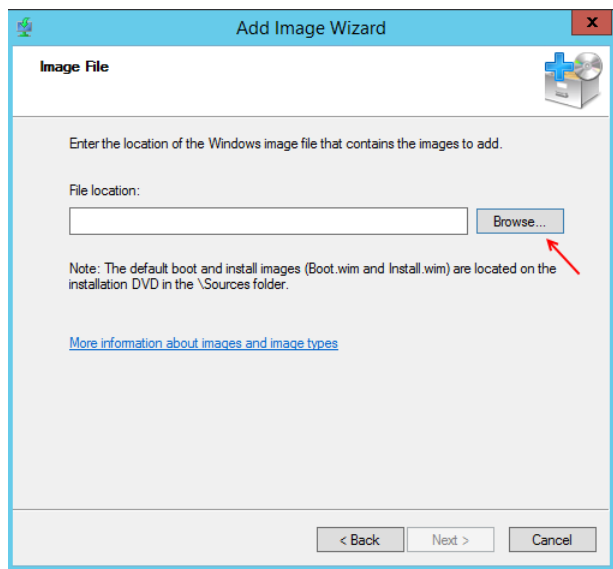 Add Image Wizard
x
Image File
Enter the location of the Windows image file that contains the images to add.
File location:
Browse...
Note: The default boot and install images (Boot.wim and Install.wim) are located on the
installation DVD in the \Sources folder.
More information about images and image types
< Back Next > Cancel